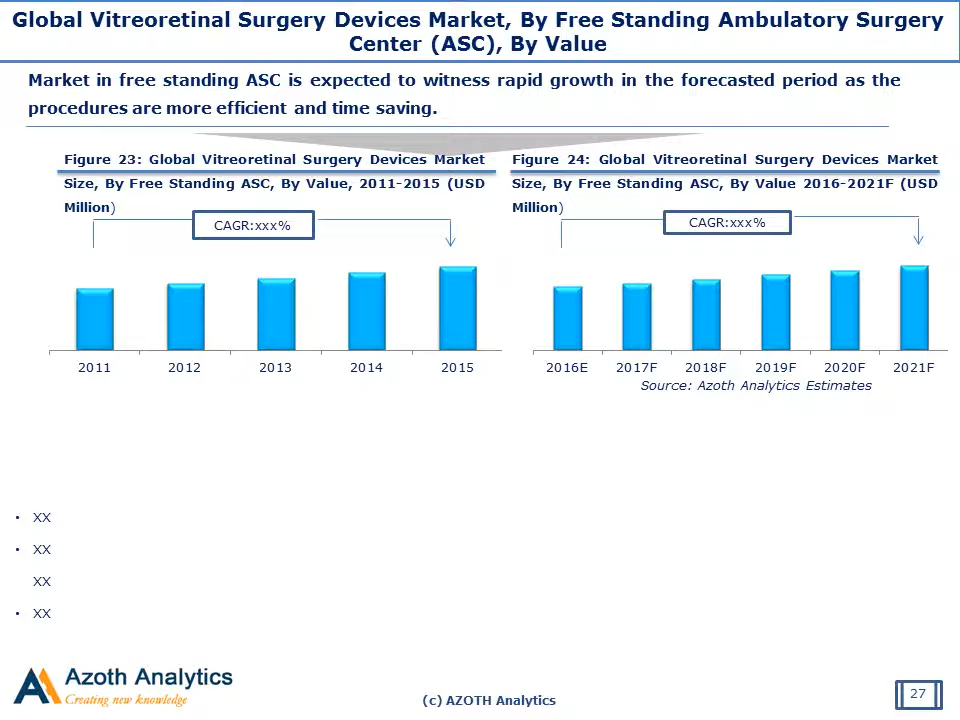 Global Vitreoretinal Surgery Devices Market, By Free Standing Ambulatory Surgery
Center (ASC), By Value
Market in free standing ASC is expected to witness rapid growth in the forecasted period as the
procedures are more efficient and time saving.
Figure 23: Global Vitreoretinal Surgery Devices Market
Size, By Free Standing ASC, By Value, 2011-2015 (USD
Million)
CAGR:xxx%
2011 2012 2013 2014 2015
Figure 24: Global Vitreoretinal Surgery Devices Market
Size, By Free Standing ASC, By Value 2016-2021F (USD
Million)
CAGR:xxx%
2016E 2017F 2018F 2019F 2020F 2021F
Source: Azoth Analytics Estimates
• XX
• XX
XX
• XX
Azoth Analytics
Creating new knowledge
(c) AZOTH Analytics
27